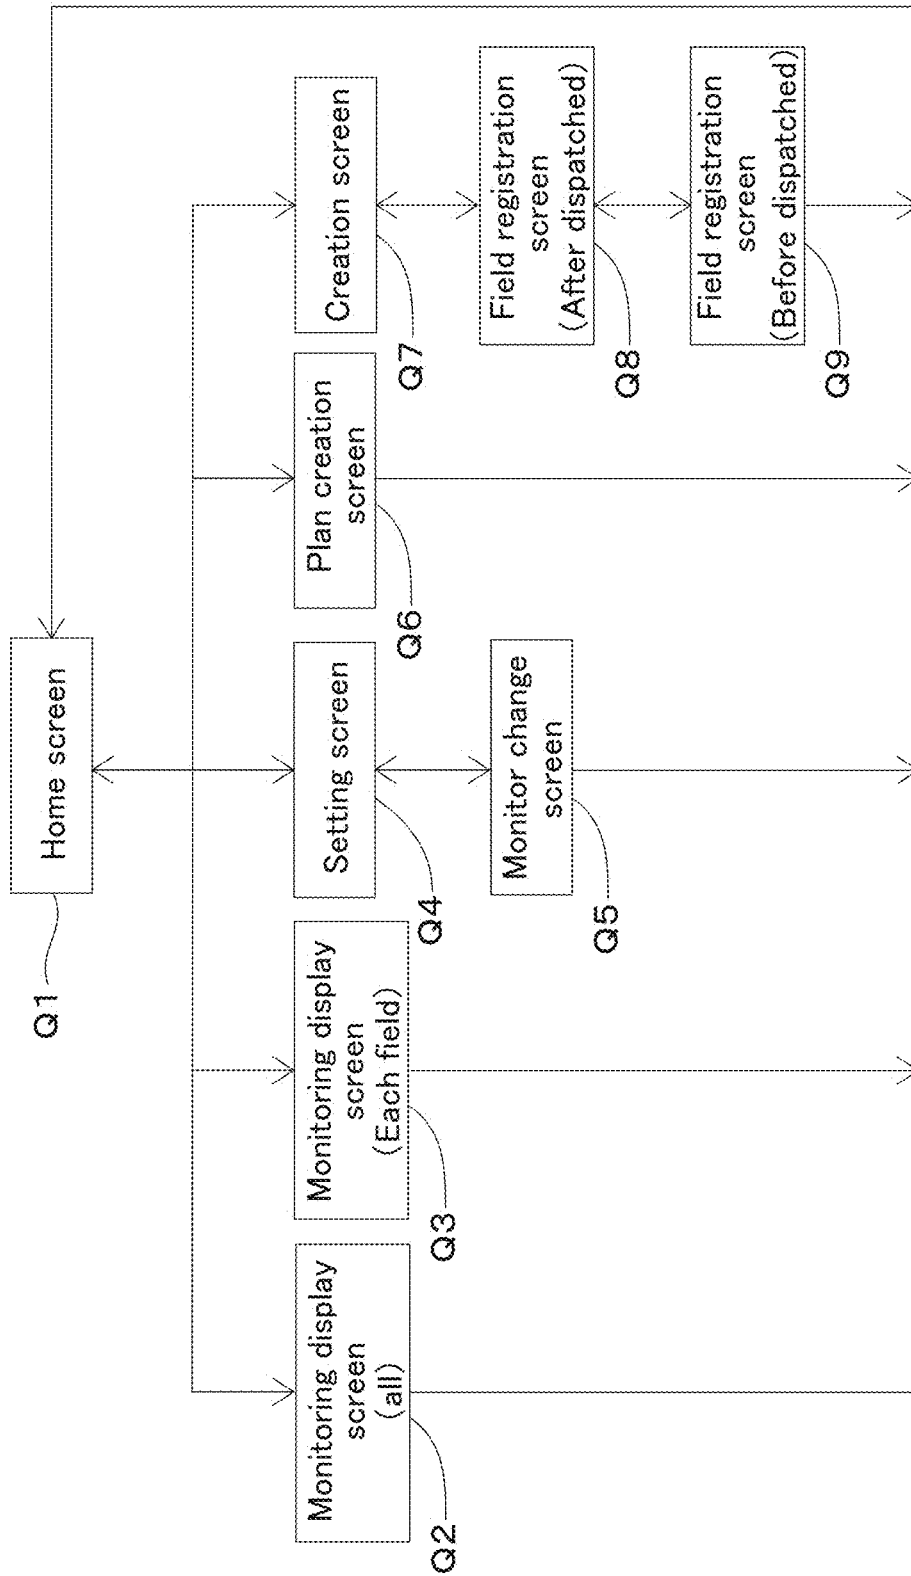 Home screen
Q1
Monitoring display
screen
(all)
Q2
Monitoring display
screen
(Each field)
Q3
Setting screen
Q4
Monitor change
screen
Q5
Plan creation
screen
Q6
Creation screen
Q7
Field registration
screen
(After dispatched)
Q8
Field registration
screen
(Before dispatched)
Q9